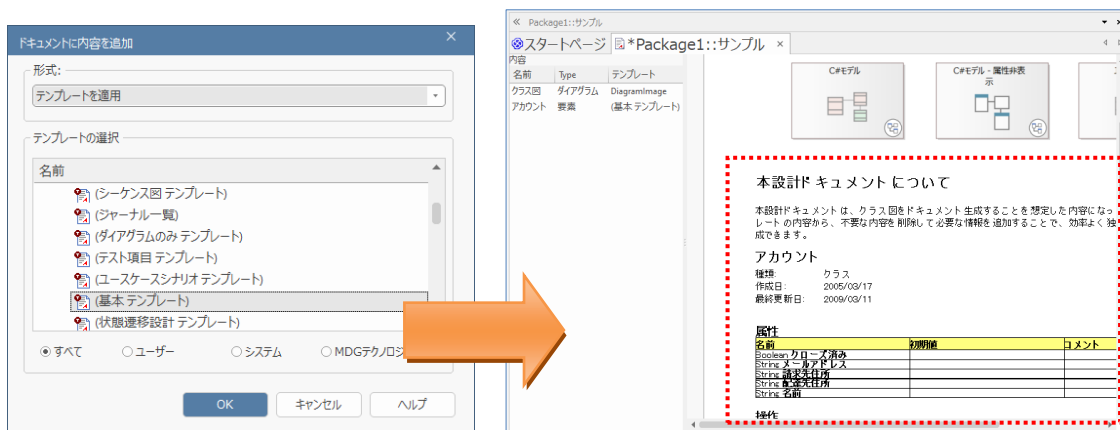 ドキュメントに内容を追加
形式:
テンプレートを適用
テンプレートの選択
名前
(シーケンス図 テンプレート)
(ジャーナル一覧)
(ダイアグラムのみ テンプレート)
(テスト項目 テンプレート)
(ユースケースシナリオ テンプレート)
(基本 テンプレート)
(状態遷移設計 テンプレート)
すべて ユーザー システム MDGテクノロジ
OK キャンセル ヘルプ
Package1::サンプル
スタートページ *Package1::サンプル ×
内容
名前 Type テンプレート
クラス図 ダイアグラム DiagramImage
アカウント 要素 (基本 テンプレート)
C#モデル
C#モデル - 属性非表
示
本設計ドキュメントについて
本設計ドキュメントは、クラス図をドキュメント生成することを想定した内容になっ
レートの内容から、不要な内容を削除して必要な情報を追加することで、効率よく独
成できます。
アカウント
種類: クラス
作成日: 2005/03/17
最終更新日: 2009/03/11
属性
名前 初期値 コメント
Boolean クローズ済み
String メールアドレス
String 請求先住所
String 配達先住所
String 名前
操作